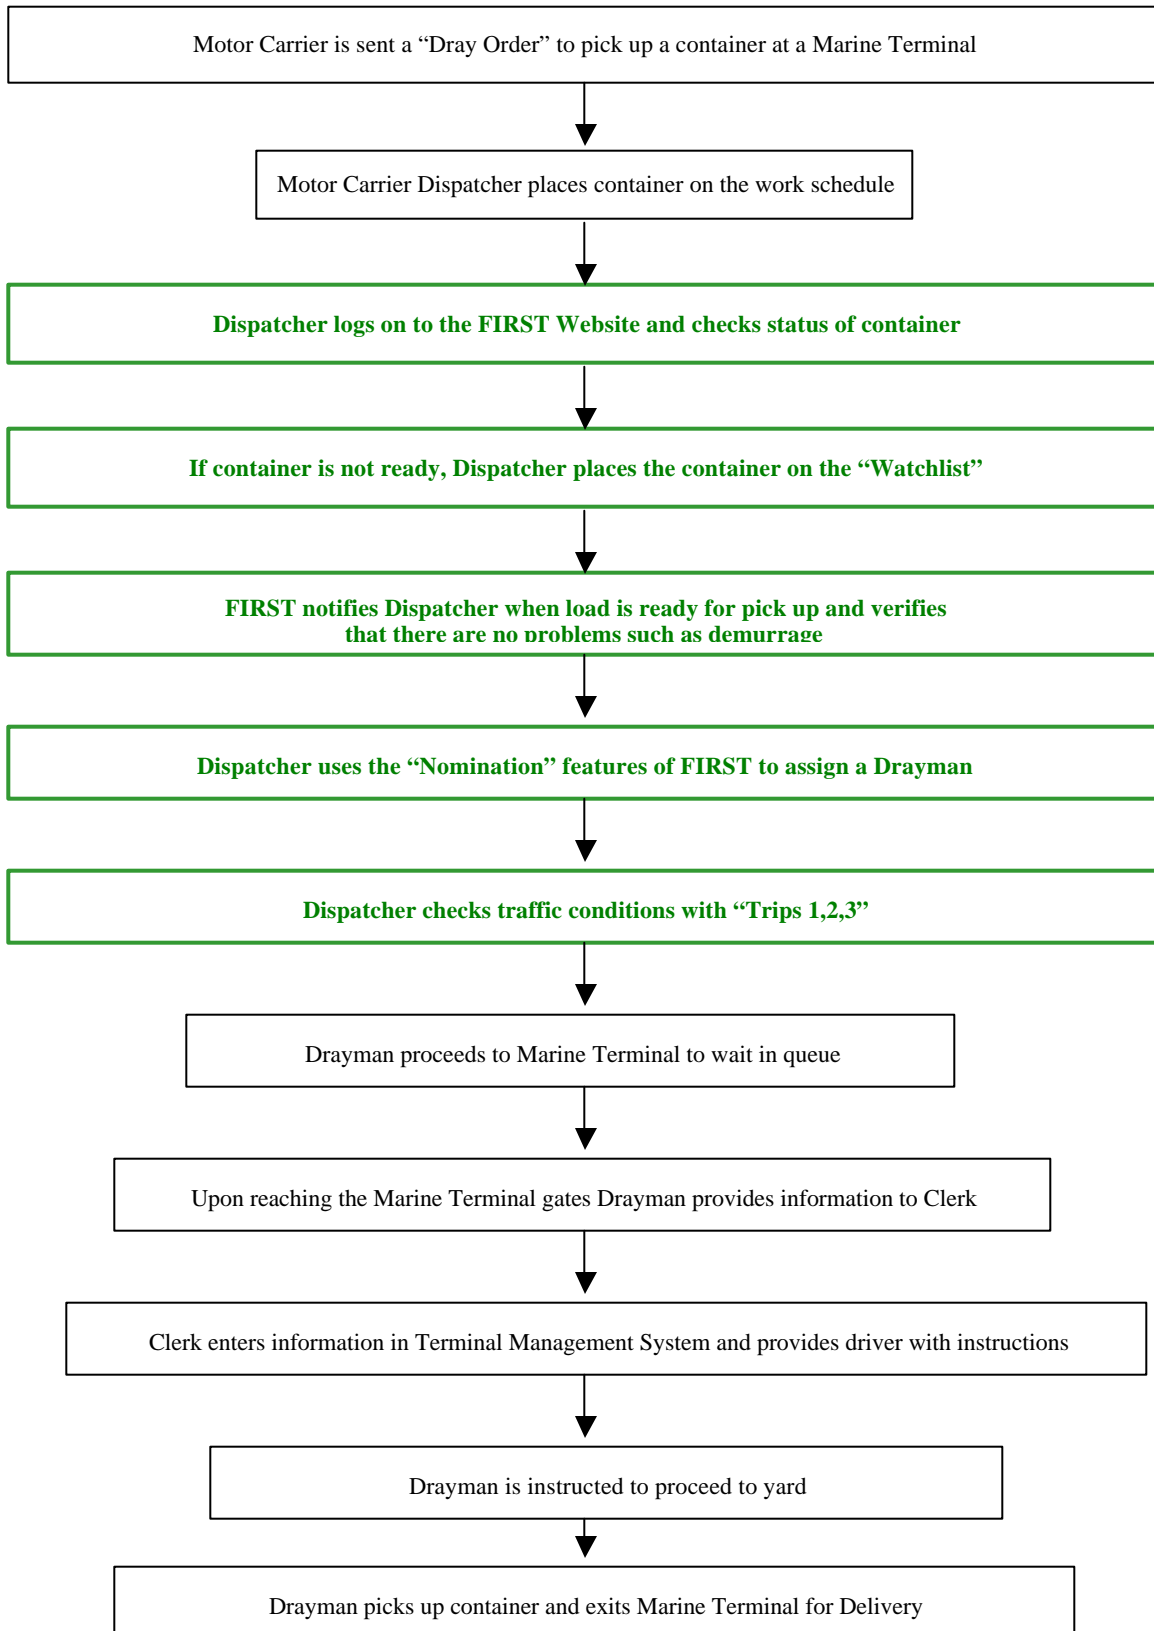 Motor Carrier is sent a “Dray Order” to pick up a container at a Marine Terminal
Motor Carrier Dispatcher places container on the work schedule
Dispatcher logs on to the FIRST Website and checks status of container
If container is not ready, Dispatcher places the container on the “Watchlist”
FIRST notifies Dispatcher when load is ready for pick up and verifies
that there are no problems such as demurrage
Dispatcher uses the “Nomination” features of FIRST to assign a Drayman
Dispatcher checks traffic conditions with “Trips 1,2,3”
Drayman proceeds to Marine Terminal to wait in queue
Upon reaching the Marine Terminal gates Drayman provides information to Clerk
Clerk enters information in Terminal Management System and provides driver with instructions
Drayman is instructed to proceed to yard
Drayman picks up container and exits Marine Terminal for Delivery